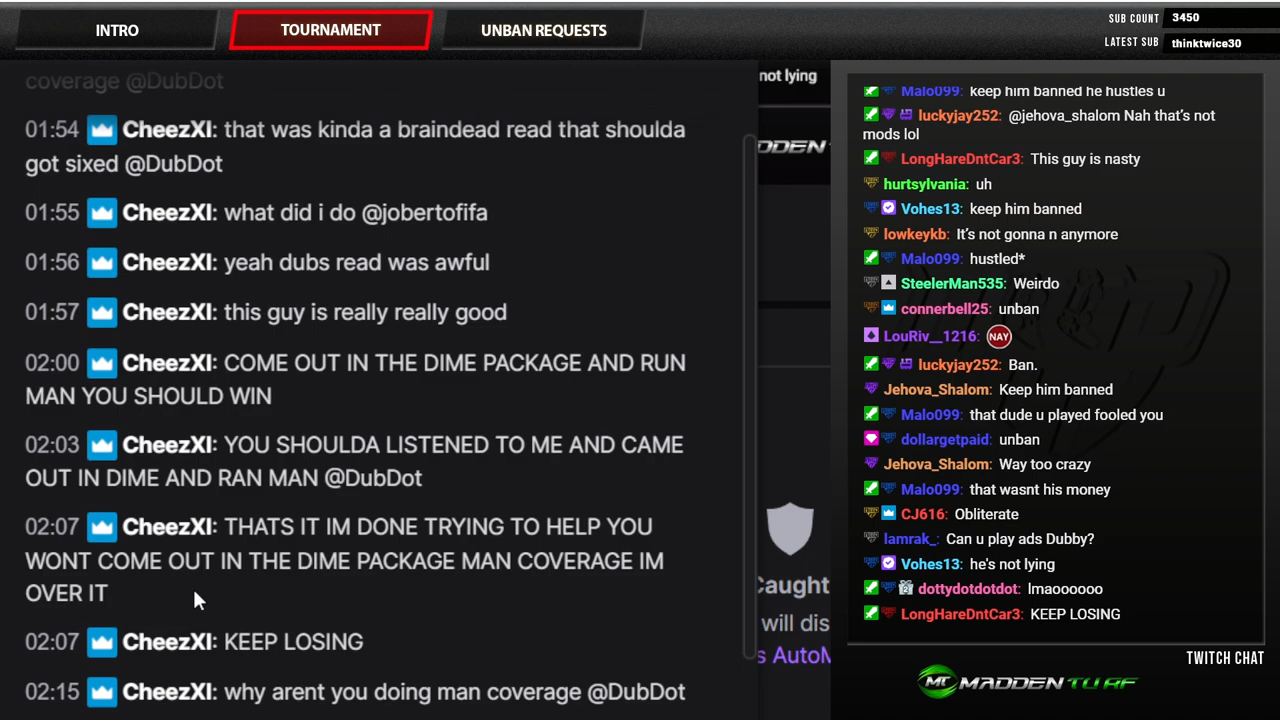 INTRO
TOURNAMENT
UNBAN REQUESTS
SUB COUNT 3450
LATEST SUB thinktwice30
coverage @DubDot
01:54 CheezXI: that was kinda a braindead read that shoulda
got sixed @DubDot
01:55 CheezXI: what did i do @jobertofifa
01:56 CheezXI: yeah dubs read was awful
01:57 CheezXI: this guy is really really good
02:00 CheezXI: COME OUT IN THE DIME PACKAGE AND RUN
MAN YOU SHOULD WIN
02:03 CheezXI: YOU SHOULDA LISTENED TO ME AND CAME
OUT IN DIME AND RAN MAN @DubDot
02:07 CheezXI: THATS IT IM DONE TRYING TO HELP YOU
WONT COME OUT IN THE DIME PACKAGE MAN COVERAGE IM
OVER IT
02:07 CheezXI: KEEP LOSING
02:15 CheezXI: why arent you doing man coverage @DubDot
not lying
DDEN
Caught
will dis
s AutoM
Malo099: keep him banned he hustles u
luckyjay252: @jehova_shalom Nah that's not
mods lol
LongHareDntCar3: This guy is nasty
hurtsylvania: uh
Vohes13: keep him banned
lowkeykb: It's not gonna n anymore
Malo099: hustled*
SteelerMan535: Weirdo
connerbell25: unban
LouRiv__1216: NAY
luckyjay252: Ban.
Jehova_Shalom: Keep him banned
Malo099: that dude u played fooled you
dollargetpaid: unban
Jehova_Shalom: Way too crazy
Malo099: that wasnt his money
CJ616: Obliterate
Iamrak_: Can u play ads Dubby?
Vohes13: he's not lying
dottydotdotdot: lmaooooo
LongHareDntCar3: KEEP LOSING
TWITCH CHAT
MADDEN TURF